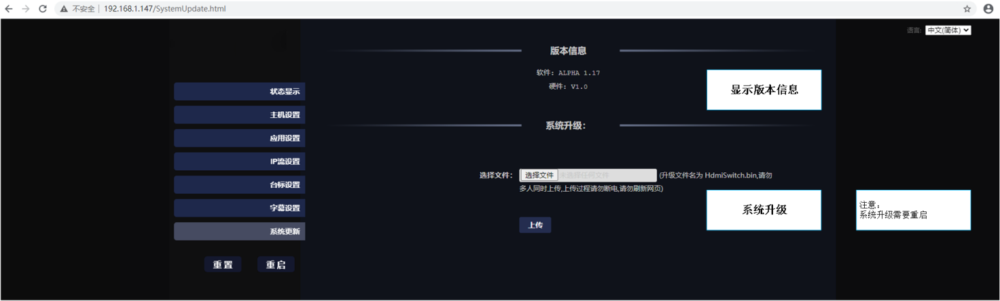 不安全 192.168.1.147/SystemUpdate.html
语言: 中文(简体)
版本信息
软件: ALPHA 1.17
硬件: V1.0
显示版本信息
状态显示
主机设置
应用设置
IP流设置
台标设置
字幕设置
系统更新
重置 重启
系统升级:
选择文件: 选择文件 未选择任何文件 (升级文件名为 HdmiSwitch.bin,请勿
多人同时上传,上传过程请勿断电,请勿刷新网页)
上传
系统升级
注意:
系统升级需要重启